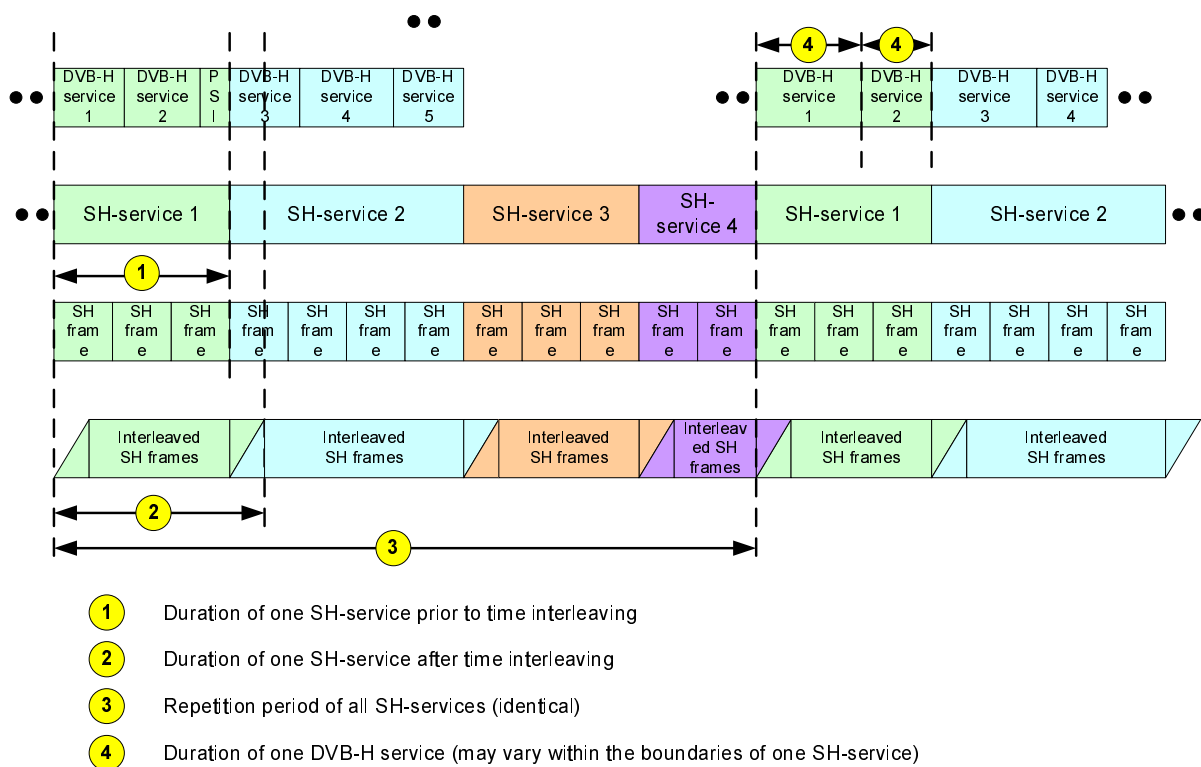 4 4
DVB-H
service
1
DVB-H
service
2
P
S
I
DVB-H
service
3
DVB-H
service
4
DVB-H
service
5
DVB-H
service
1
DVB-H
service
2
DVB-H
service
3
DVB-H
service
4
SH-service 1
SH-service 2
SH-service 3
SH-
service 4
SH-service 1
SH-service 2
1
SH
fram
e
SH
fram
e
SH
fram
e
SH
fram
e
SH
fram
e
SH
fram
e
SH
fram
e
SH
fram
e
SH
fram
e
SH
fram
e
SH
fram
e
SH
fram
e
SH
fram
e
SH
fram
e
SH
fram
e
SH
fram
e
SH
fram
e
SH
fram
e
SH
fram
e
Interleaved
SH frames
Interleaved
SH frames
Interleaved
SH frames
Interleav
ed SH
frames
Interleaved
SH frames
Interleaved
SH frames
2
3
1 Duration of one SH-service prior to time interleaving
2 Duration of one SH-service after time interleaving
3 Repetition period of all SH-services (identical)
4 Duration of one DVB-H service (may vary within the boundaries of one SH-service)